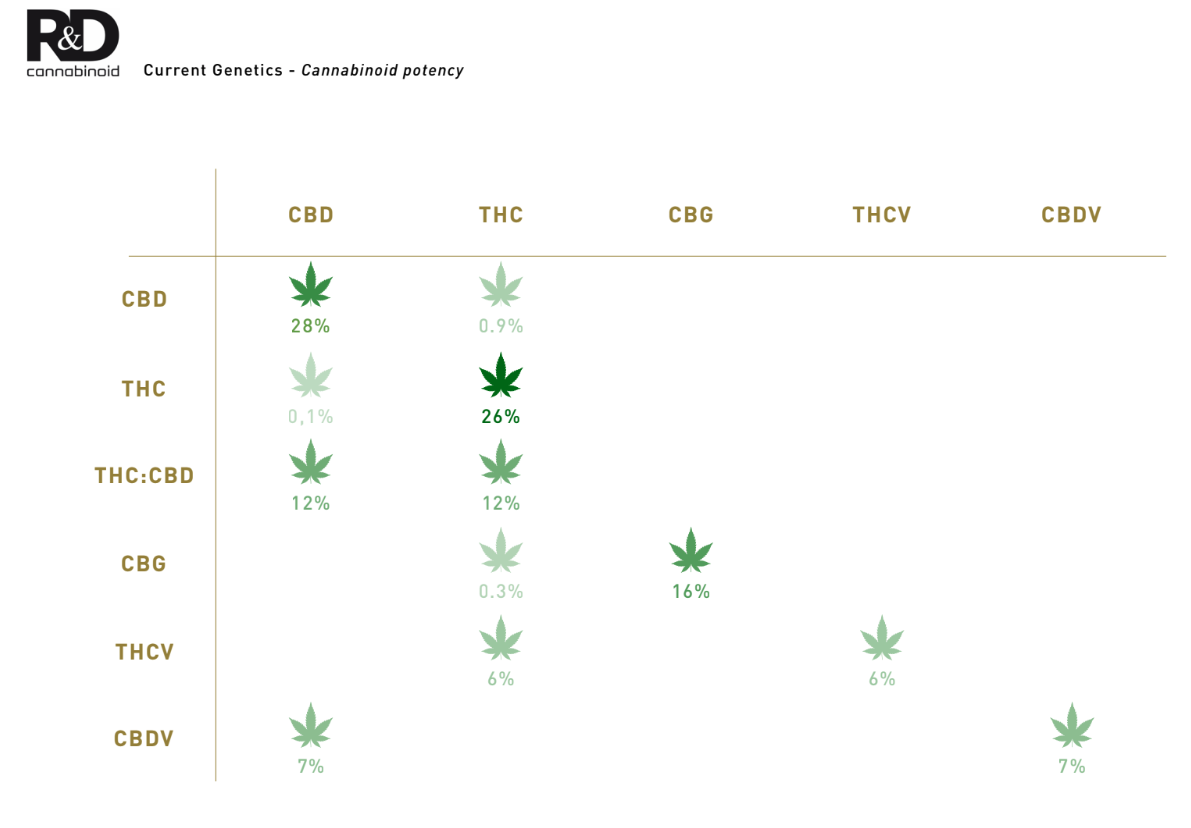 R&D
cannabinoid
Current Genetics - Cannabinoid potency
CBD THC CBG THCV CBDV
CBD
28% 0.9%
THC
0,1% 26%
THC:CBD
12% 12%
CBG
0.3% 16%
THCV
6% 6%
CBDV
7% 7%